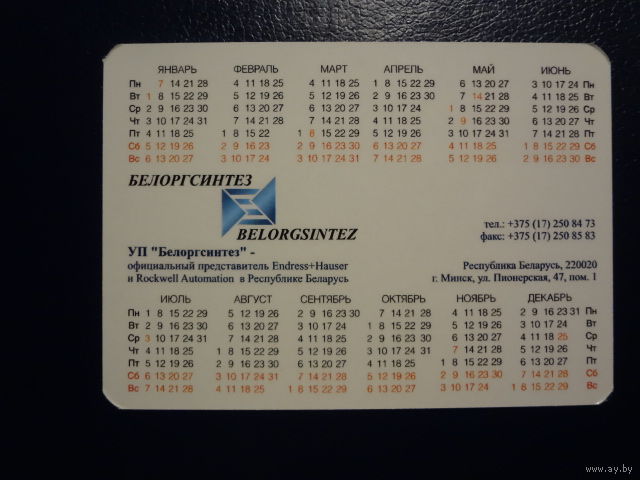 ЯНВАРЬ ФЕВРАЛЬ МАРТ АПРЕЛЬ МАЙ ИЮНЬ
Пн 7 14 21 28 4 11 18 25 4 11 18 25 1 8 15 22 29 6 13 20 27 3 10 17 24 Пн
Вт 1 8 15 22 29 5 12 19 26 5 12 19 26 2 9 16 23 30 7 14 21 28 4 11 18 25 Вт
Ср 2 9 16 23 30 6 13 20 27 6 13 20 27 3 10 17 24 1 8 15 22 29 5 12 19 26 Ср
Чт 3 10 17 24 31 7 14 21 28 7 14 21 28 4 11 18 25 2 9 16 23 30 6 13 20 27 Чт
Пт 4 11 18 25 1 8 15 22 1 8 15 22 29 5 12 19 26 3 10 17 24 31 7 14 21 28 Пт
Сб 5 12 19 26 2 9 16 23 2 9 16 23 30 6 13 20 27 4 11 18 25 1 8 15 22 29 Сб
Вс 6 13 20 27 3 10 17 24 3 10 17 24 31 7 14 21 28 5 12 19 26 2 9 16 23 30 Вс
БЕЛОРГСИНТЕЗ
BELORGSINTEZ
тел.: +375 (17) 250 84 73
факс: +375 (17) 250 85 83
УП "Белоргсинтез" -
официальный представитель Endress+Hauser
и Rockwell Automation в Республике Беларусь
Республика Беларусь, 220020
г. Минск, ул. Пионерская, 47, пом. 1
ИЮЛЬ АВГУСТ СЕНТЯБРЬ ОКТЯБРЬ НОЯБРЬ ДЕКАБРЬ
Пн 1 8 15 22 29 5 12 19 26 2 9 16 23 30 7 14 21 28 4 11 18 25 2 9 16 23 30 Пн
Вт 2 9 16 23 30 6 13 20 27 3 10 17 24 1 8 15 22 29 5 12 19 26 3 10 17 24 31 Вт
Ср 3 10 17 24 31 7 14 21 28 4 11 18 25 2 9 16 23 30 6 13 20 27 4 11 18 25 Ср
Чт 4 11 18 25 1 8 15 22 29 5 12 19 26 3 10 17 24 31 7 14 21 28 5 12 19 26 Чт
Пт 5 12 19 26 2 9 16 23 30 6 13 20 27 4 11 18 25 1 8 15 22 29 6 13 20 27 Пт
Сб 6 13 20 27 3 10 17 24 31 7 14 21 28 5 12 19 26 2 9 16 23 30 7 14 21 28 Сб
Вс 7 14 21 28 4 11 18 25 1 8 15 22 29 6 13 20 27 3 10 17 24 1 8 15 22 29 Вс
www.ay.by